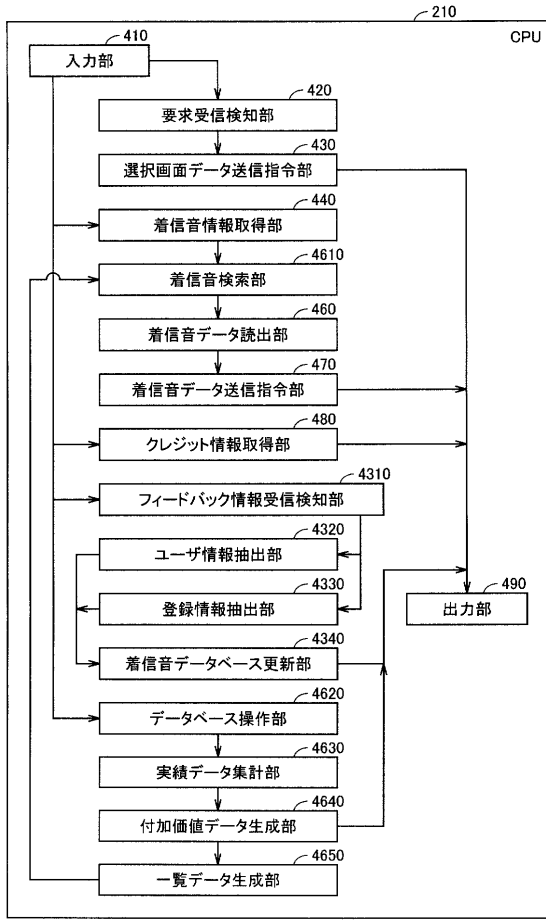 210
CPU
410
入力部
420
要求受信検知部
430
選択画面データ送信指令部
440
着信音情報取得部
4610
着信音検索部
460
着信音データ読出部
470
着信音データ送信指令部
480
クレジット情報取得部
4310
フィードバック情報受信検知部
4320
ユーザ情報抽出部
4330
登録情報抽出部
490
出力部
4340
着信音データベース更新部
4620
データベース操作部
4630
実績データ集計部
4640
付加価値データ生成部
4650
一覧データ生成部